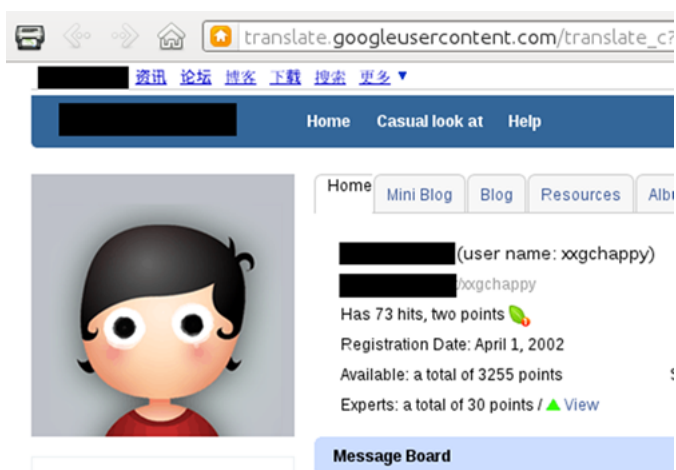 translate.googleusercontent.com/translate_c?
资讯 论坛 博客 下载 搜索 更多 ▼
Home Casual look at Help
Home Mini Blog Blog Resources
(user name: xxgchappy)
/xxgchappy
Has 73 hits, two points
Registration Date: April 1, 2002
Available: a total of 3255 points
Experts: a total of 30 points / ▲ View
Message Board